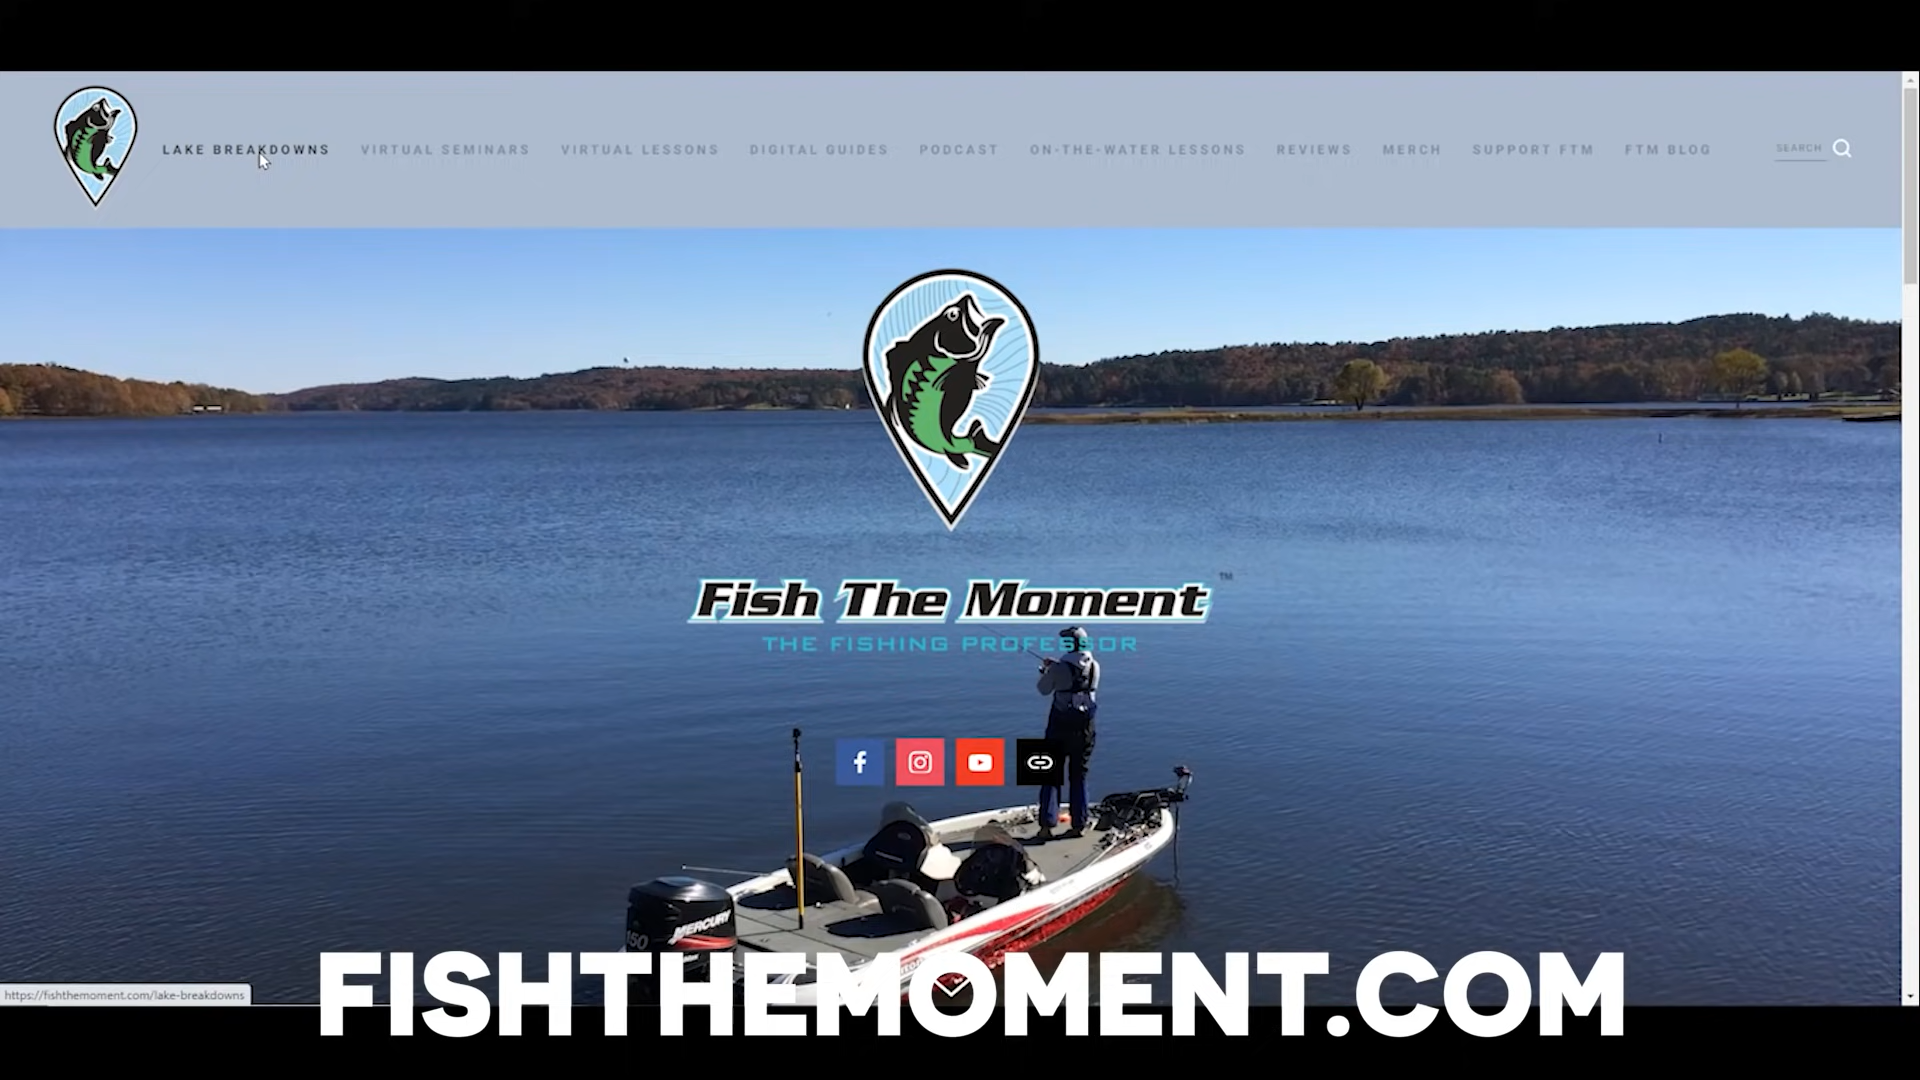 LAKE BREAKDOWNS VIRTUAL SEMINARS VIRTUAL LESSONS DIGITAL GUIDES PODCAST ON-THE-WATER LESSONS REVIEWS MERCH SUPPORT FTM FTM BLOG SEARCH
Fish The Moment ™
THE FISHING PROFESSOR
MERCURY
FISHTHEMOMENT.COM
https://fishthemoment.com/lake-breakdowns